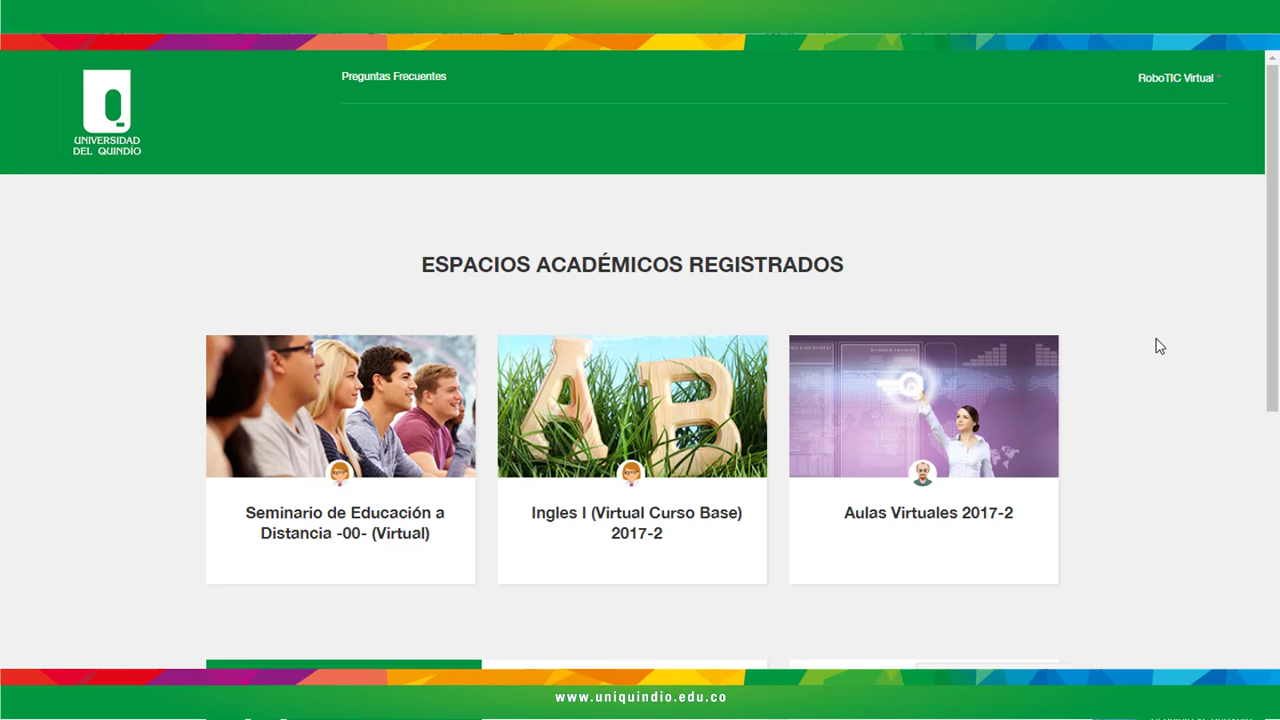 Preguntas Frecuentes
RoboTIC Virtual
UNIVERSIDAD
DEL QUINDÍO
ESPACIOS ACADÉMICOS REGISTRADOS
Seminario de Educación a
Distancia -00- (Virtual)
Ingles I (Virtual Curso Base)
2017-2
Aulas Virtuales 2017-2
www.uniquindio.edu.co